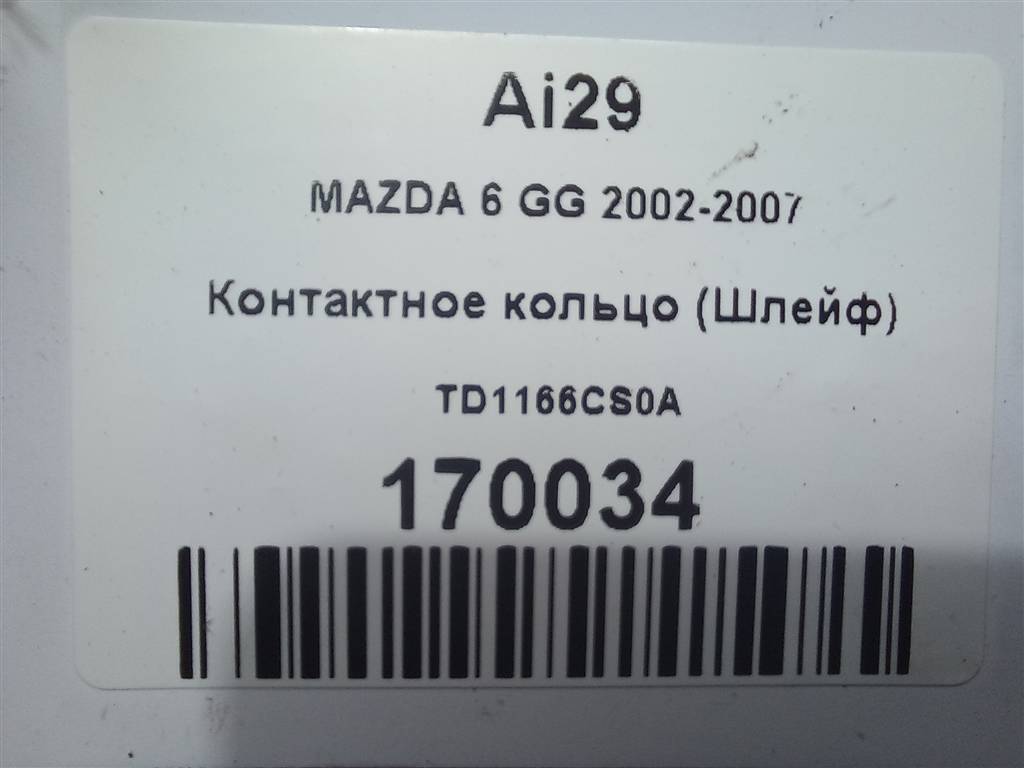 Ai29
MAZDA 6 GG 2002-2007
Контактное кольцо (Шлейф)
TD1166CS0A
170034